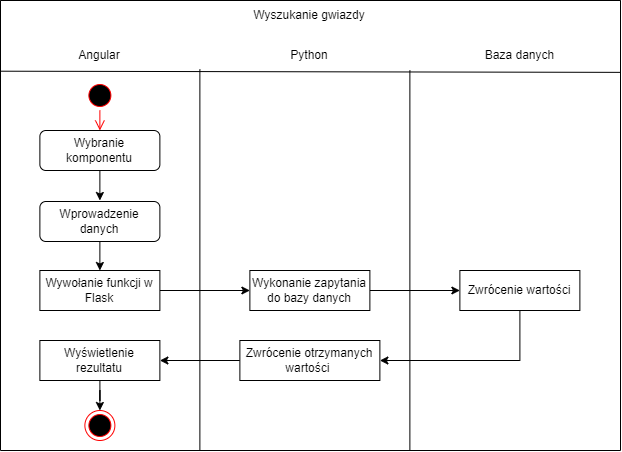 Wyszukanie gwiazdy
Angular
Python
Baza danych
Wybranie
komponentu
Wprowadzenie
danych
Wywołanie funkcji w
Flask
Wykonanie zapytania
do bazy danych
Zwrócenie wartości
Wyświetlenie
rezultatu
Zwrócenie otrzymanych
wartości